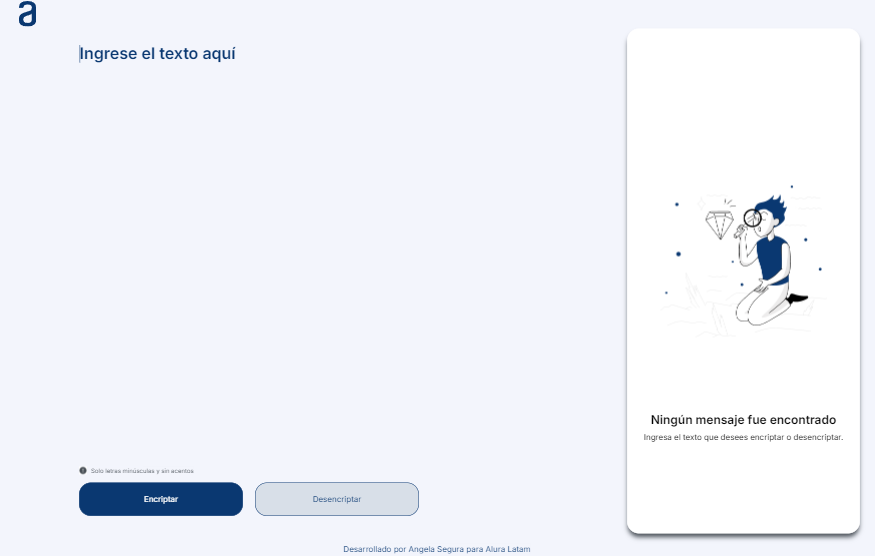 a
Ingrese el texto aquí
Solo letras minúsculas y sin acentos
Encriptar
Desencriptar
Ningún mensaje fue encontrado
Ingresa el texto que desees encriptar o desencriptar.
Desarrollado por Angela Segura para Alura Latam